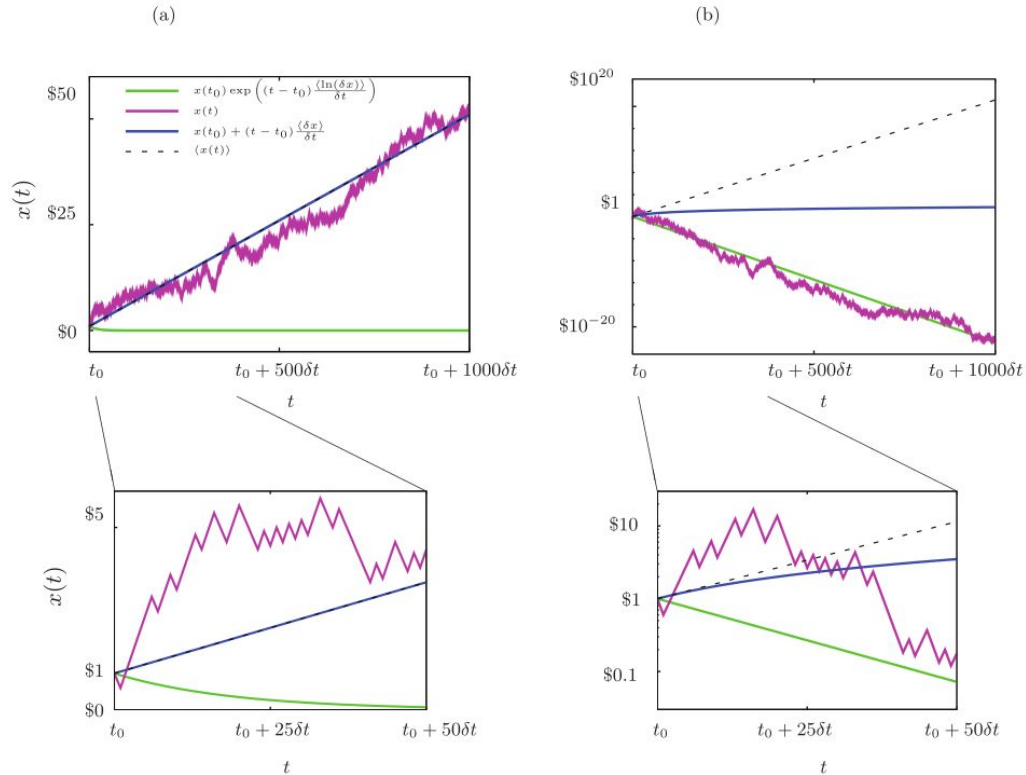 (a)
(b)
$50
$25
$0
x(t)
x(t₀) exp ((t − t₀) ⟨ln(δx)⟩/δt)
x(t)
x(t₀) + (t − t₀) ⟨δx⟩/δt
⟨x(t)⟩
t₀
t₀ + 500δt
t₀ + 1000δt
t
$10²⁰
$1
$10⁻²⁰
t₀
t₀ + 500δt
t₀ + 1000δt
t
x(t)
$5
$1
$0
t₀
t₀ + 25δt
t₀ + 50δt
t
$10
$1
$0.1
t₀
t₀ + 25δt
t₀ + 50δt
t